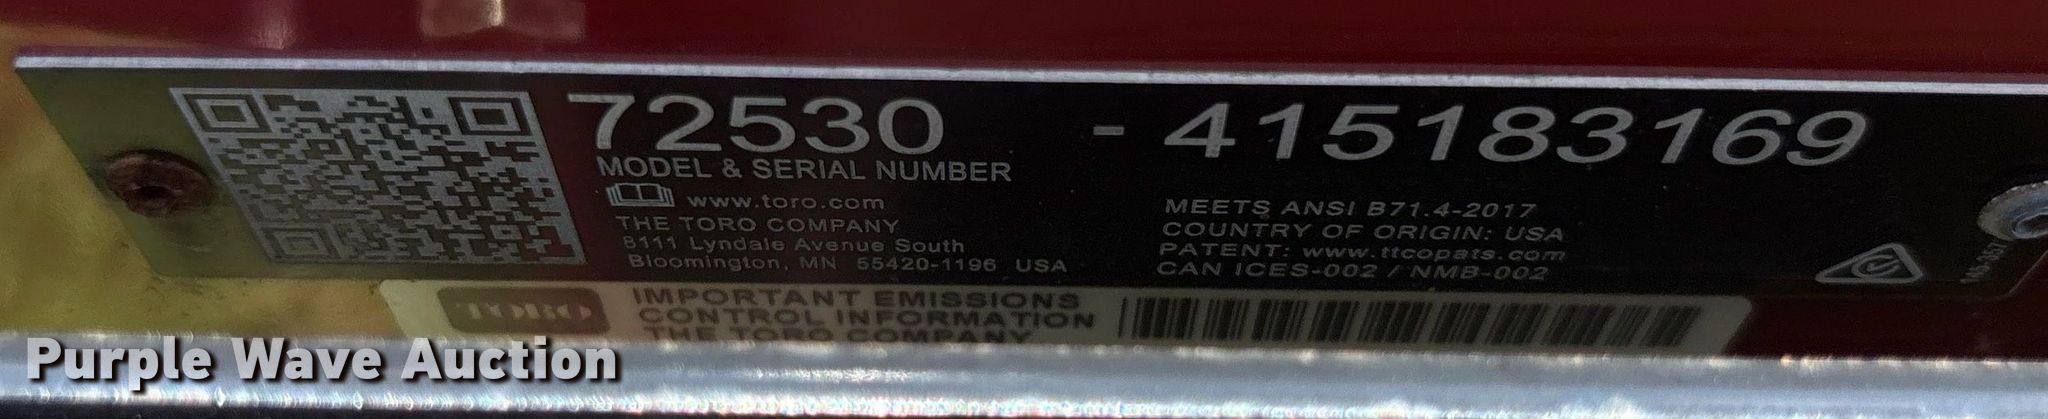 72530 - 415183169
MODEL & SERIAL NUMBER
www.toro.com
THE TORO COMPANY
8111 Lyndale Avenue South
Bloomington, MN 55420-1196 USA
MEETS ANSI B71.4-2017
COUNTRY OF ORIGIN: USA
PATENT: www.ttcopats.com
CAN ICES-002 / NMB-002
TORO
IMPORTANT EMISSIONS
CONTROL INFORMATION
THE TORO COMPANY
Purple Wave Auction